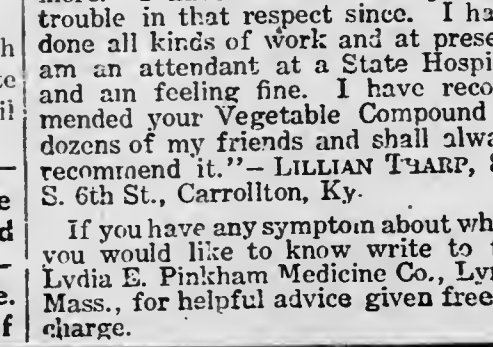 trouble in that respect since. I ha
done all kinds of work and at prese
am an attendant at a State Hospi
and am feeling fine. I have reco
mended your Vegetable Compound
dozens of my friends and shall alwa
recommend it."—LILLIAN THARP, 8
S. 6th St., Carrollton, Ky.
If you have any symptom about wh
you would like to know write to t
Lydia E. Pinkham Medicine Co., Lyn
Mass., for helpful advice given free
charge.
h
te
il
e
d
e.
f